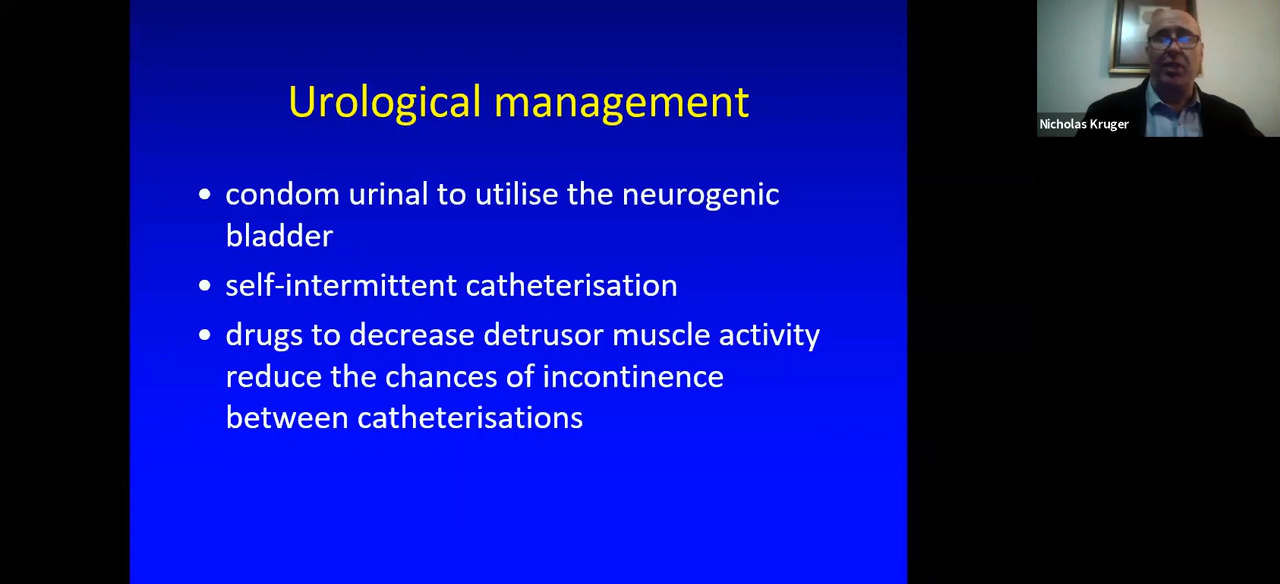 Urological management
• condom urinal to utilise the neurogenic
bladder
• self-intermittent catheterisation
• drugs to decrease detrusor muscle activity
reduce the chances of incontinence
between catheterisations
Nicholas Kruger